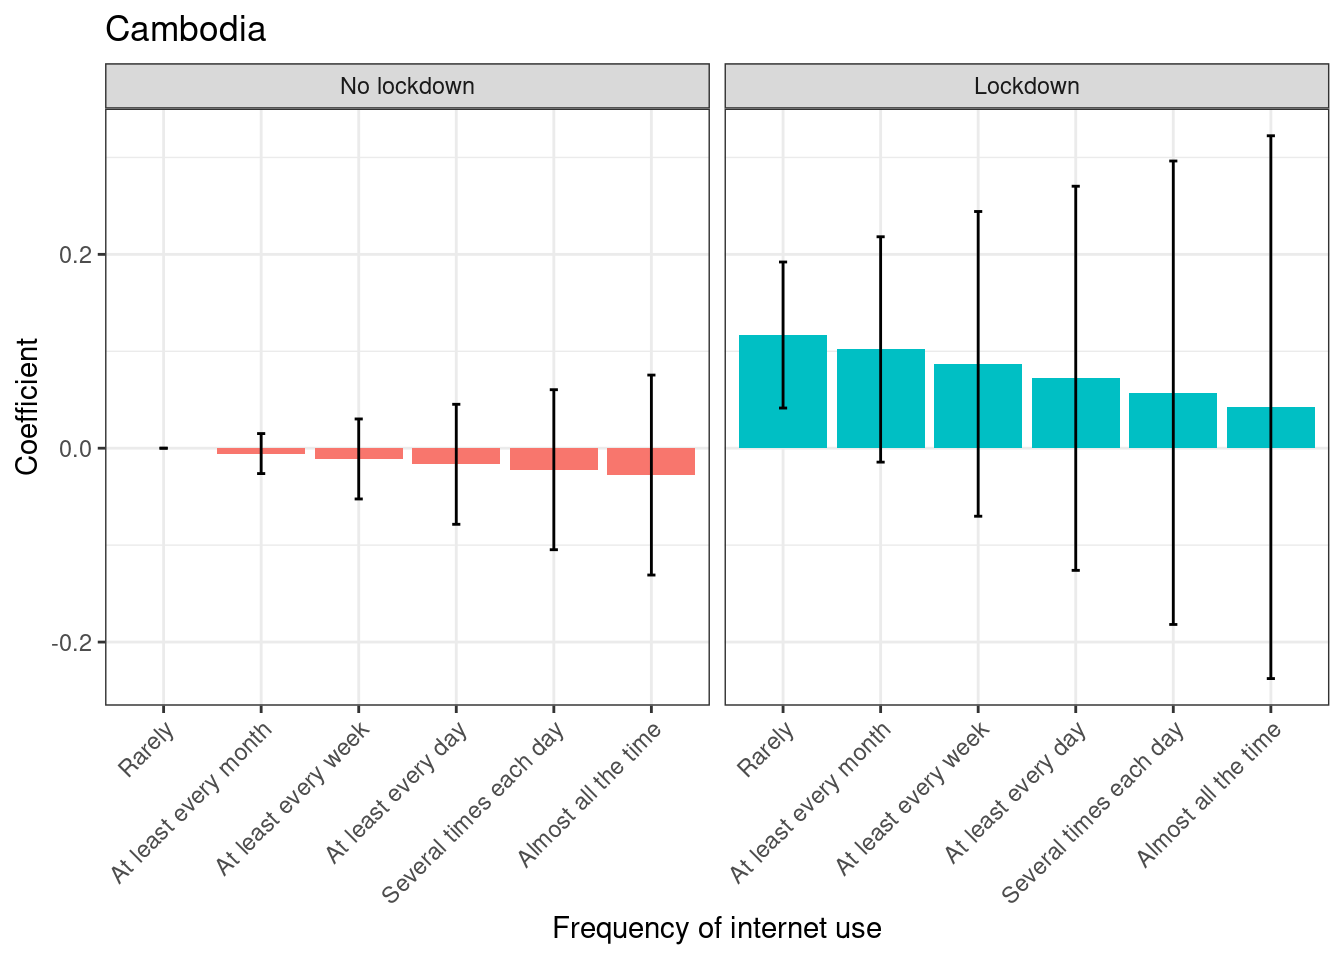 Cambodia
No lockdown
Lockdown
Coefficient
0.2
0.0
-0.2
Rarely
At least every month
At least every week
At least every day
Several times each day
Almost all the time
Rarely
At least every month
At least every week
At least every day
Several times each day
Almost all the time
Frequency of internet use